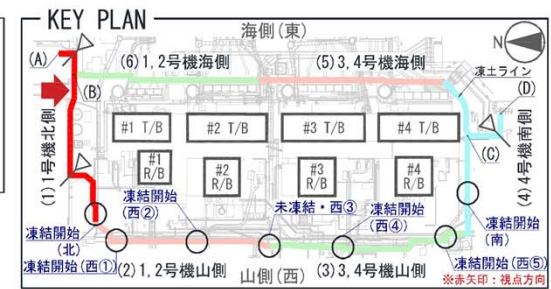 KEY PLAN
海側(東)
N
(A)
(6)1,2号機海側
(5)3,4号機海側
凍土ライン
(B)
(D)
(1)1号機北側
#1 T/B
#2 T/B
#3 T/B
#4 T/B
(C)
(4)4号機南側
#1
R/B
#2
R/B
#3
R/B
#4
R/B
凍結開始
(西②)
未凍結・西③
凍結開始
(西④)
凍結開始
(南)
凍結開始
(北)
凍結開始(西①)
(2)1,2号機山側
山側(西)
(3)3,4号機山側
凍結開始(西⑤)
※赤矢印:視点方向